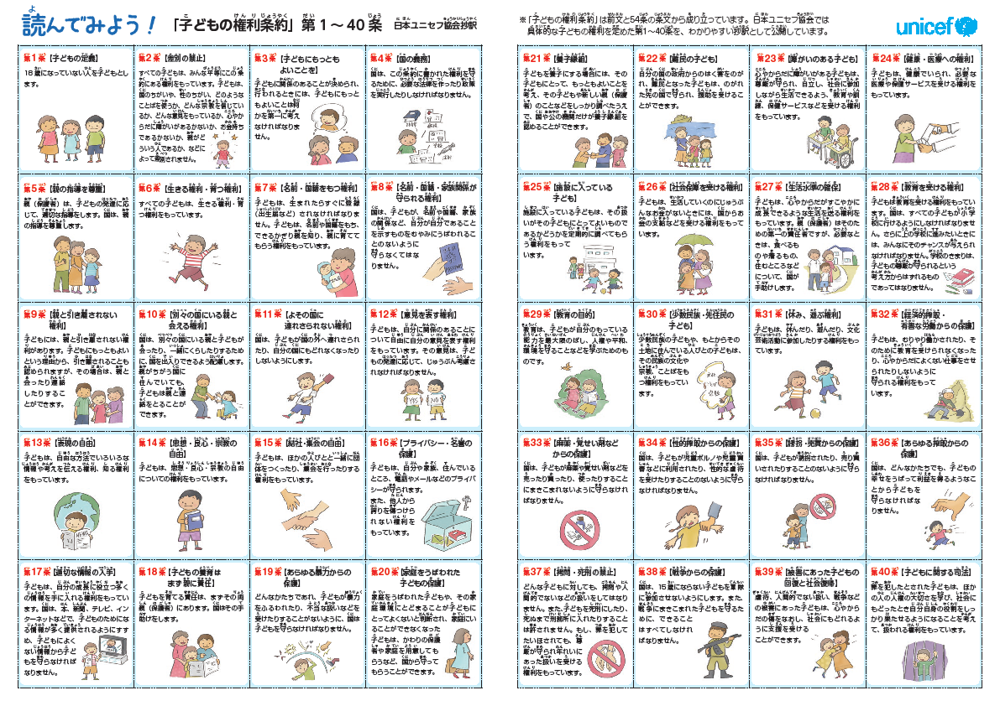 読んでみよう!
「子どもの権利条約」第1〜40条 日本ユニセフ協会抄訳
※「子どもの権利条約」は前文と54条の条文から成り立っています。日本ユニセフ協会では
具体的な子どもの権利を定めた第1〜40条を、わかりやすい抄訳として公開しています。
unicef
第1条【子どもの定義】
18歳になっていない人を子どもとし
ます。
第2条【差別の禁止】
すべての子どもは、みんな平等にこの条
約にある権利をもっています。子どもは、
国のちがいや、性のちがい、どのような
ことばを使うか、どんな宗教を信じてい
るか、どんな意見をもっているか、心やか
らだに障がいがあるかないか、お金持ち
であるかないか、親がど
ういう人であるか、などに
よって差別されません。
第3条【子どもにもっとも
よいことを】
子どもに関係のあることが決められ、
行われるときには、子どもにもっと
もよいことは何
かを第一に考え
なければなりま
せん。
第4条【国の義務】
国は、この条約に書かれた権利を守
るために、必要な法律を作ったり政策
を実行したりしなければなりません。
第5条【親の指導を尊重】
親（保護者）は、子どもの発達に応
じて、適切な指導をします。国は、親
の指導を尊重します。
第6条【生きる権利・育つ権利】
すべての子どもは、生きる権利・育
つ権利をもっています。
第7条【名前・国籍をもつ権利】
子どもは、生まれたらすぐに登録
（出生届など）されなければなりま
せん。子どもは、名前や国籍をもち、
できるかぎり親を知り、親に育てて
もらう権利をもっています。
第8条【名前・国籍・家族関係が
守られる権利】
国は、子どもが、名前や国籍、家族
の関係など、自分が自分であること
を示すものをむやみにうばわれるこ
とのないように
守らなくてはな
りません。
第9条【親と引き離されない
権利】
子どもには、親と引き離されない権
利があります。子どもにもっともよい
という理由から、引き離されることも
認められますが、その場合は、親と
会ったり連絡
したりするこ
とができます。
第10条【別々の国にいる親と
会える権利】
国は、別々の国にいる親と子どもが
会ったり、一緒にくらしたりするため
に、国を出入りできるよう配慮します。
親がちがう国に
住んでいても、
子どもは親と連
絡をとることが
できます。
第11条【よその国に
連れさられない権利】
国は、子どもが国の外へ連れさられ
たり、自分の国にもどれなくなったり
しないようにします。
第12条【意見を表す権利】
子どもは、自分に関係のあることに
ついて自由に自分の意見を表す権利
をもっています。その意見は、子ど
もの発達に応じて、じゅうぶん考慮さ
れなければなりません。
YES
NO
第13条【表現の自由】
子どもは、自由な方法でいろいろな
情報や考えを伝える権利、知る権利
をもっています。
NEWS
第14条【思想・良心・宗教の
自由】
子どもは、思想・良心・宗教の自由
についての権利をもっています。
第15条【結社・集会の自由】
子どもは、ほかの人びとと一緒に団
体をつくったり、集会を行ったりする
権利をもっています。
第16条【プライバシー・名誉の
保護】
子どもは、自分や家族、住んでいる
ところ、電話やメールなどのプライバ
シーが守られます。
また、他人から
誇りを傷つけら
れない権利を
もっています。
第17条【適切な情報の入手】
子どもは、自分の成長に役立つ多く
の情報を手に入れる権利をもってい
ます。国は、本、新聞、テレビ、イン
ターネットなどで、子どものためにな
る情報が多く提供されるようにすす
め、子どもによく
ない情報から子ど
もを守らなければ
なりません。
第18条【子どもの養育は
まず親に責任】
子どもを育てる責任は、まずその両
親（保護者）にあります。国はその手
助けをします。
第19条【あらゆる暴力からの
保護】
どんなかたちであれ、子どもが暴力
をふるわれたり、不当な扱いなどを
受けたりすることがないように、国は
子どもを守らなければなりません。
第20条【家庭をうばわれた
子どもの保護】
家庭をうばわれた子どもや、その家
庭環境にとどまることが子どもに
とってよくないと判断され、家庭にい
ることができなくなった
子どもは、かわりの保護
者や家庭を用意しても
らうなど、国から守って
もらうことができます。
第21条【養子縁組】
子どもを養子にする場合には、その
子どもにとって、もっともよいことを
考え、その子どもや新しい親（保護
者）のことなどをしっかり調べたうえ
で、国や公の機関だけが養子縁組を
認めることができます。
第22条【難民の子ども】
自分の国の政府からのはく害をのが
れ、難民となった子どもは、のがれ
た先の国で守られ、援助を受けるこ
とができます。
第23条【障がいのある子ども】
心やからだに障がいがある子どもは、
尊厳が守られ、自立し、社会に参加
しながら生活できるよう、教育や訓
練、保健サービスなどを受ける権利
をもっています。
第24条【健康・医療への権利】
子どもは、健康でいられ、必要な
医療や保健サービスを受ける権利を
もっています。
第25条【施設に入っている
子ども】
施設に入っている子どもは、その扱
いがその子どもにとってよいもので
あるかどうかを定期的に調べてもら
う権利をもって
います。
第26条【社会保障を受ける権利】
子どもは、生活していくのにじゅうぶ
んなお金がないときには、国からお
金の支給などを受ける権利をもって
います。
第27条【生活水準の確保】
子どもは、心やからだがすこやかに
成長できるような生活を送る権利を
もっています。親（保護者）はそのた
めの第一の責任者ですが、必要なと
きは、食べるも
のや着るもの、
住むところなど
について、国が
手助けします。
第28条【教育を受ける権利】
子どもは教育を受ける権利をもってい
ます。国は、すべての子どもが小学
校に行けるようにしなければなりませ
ん。さらに上の学校に進みたいときに
は、みんなにそのチャンスが与えられ
なければなりません。学校のきまりは、
子どもの尊厳が守られるという
考え方からはずれるもの
であってはなりません。
第29条【教育の目的】
教育は、子どもが自分のもっている
能力を最大限のばし、人権や平和、
環境を守ることなどを学ぶためのも
のです。
第30条【少数民族・先住民の
子ども】
少数民族の子どもや、もとからその
土地に住んでいる人びとの子どもは、
その民族の文化や
宗教、ことばをも
つ権利をもってい
ます。
第31条【休み、遊ぶ権利】
子どもは、休んだり、遊んだり、文化
芸術活動に参加したりする権利をもっ
ています。
第32条【経済的搾取・
有害な労働からの保護】
子どもは、むりやり働かされたり、そ
のために教育を受けられなくなった
り、心やからだによくない仕事をさせ
られたりしないように
守られる権利をもって
います。
第33条【麻薬・覚せい剤など
からの保護】
国は、子どもが麻薬や覚せい剤などを
売ったり買ったり、使ったりすること
にまきこまれないように守らなけれ
ばなりません。
第34条【性的搾取からの保護】
国は、子どもが児童ポルノや児童買
春などに利用されたり、性的な虐待
を受けたりすることのないように守ら
なければなりません。
第35条【誘拐・売買からの保護】
国は、子どもが誘拐されたり、売り買
いされたりすることのないように守ら
なければなりません。
第36条【あらゆる搾取からの
保護】
国は、どんなかたちでも、子どもの
幸せをうばって利益を得るようなこ
とから子どもを
守らなければな
りません。
第37条【拷問・死刑の禁止】
どんな子どもに対しても、拷問や人
間的でないなどの扱いをしてはなり
ません。また、子どもを死刑にしたり、
死ぬまで刑務所に入れたりすること
は許されません。もし、罪を犯して
たいほされても、尊
厳が守られ年れいに
あった扱いを受ける
権利をもっています。
第38条【戦争からの保護】
国は、15歳にならない子どもを軍隊
に参加させないようにします。また、
戦争にまきこまれた子どもを守るた
めに、できること
はすべてしなけれ
ばなりません。
第39条【被害にあった子どもの
回復と社会復帰】
虐待、人間的でない扱い、戦争など
の被害にあった子どもは、心やから
だの傷をなおし、社会にもどれるよ
うに支援を受ける
ことができます。
第40条【子どもに関する司法】
罪を犯したとされた子どもは、ほか
の人の人権の大切さを学び、社会に
もどったとき自分自身の役割をしっ
かり果たせるようになることを考え
て、扱われる権利をもっています。